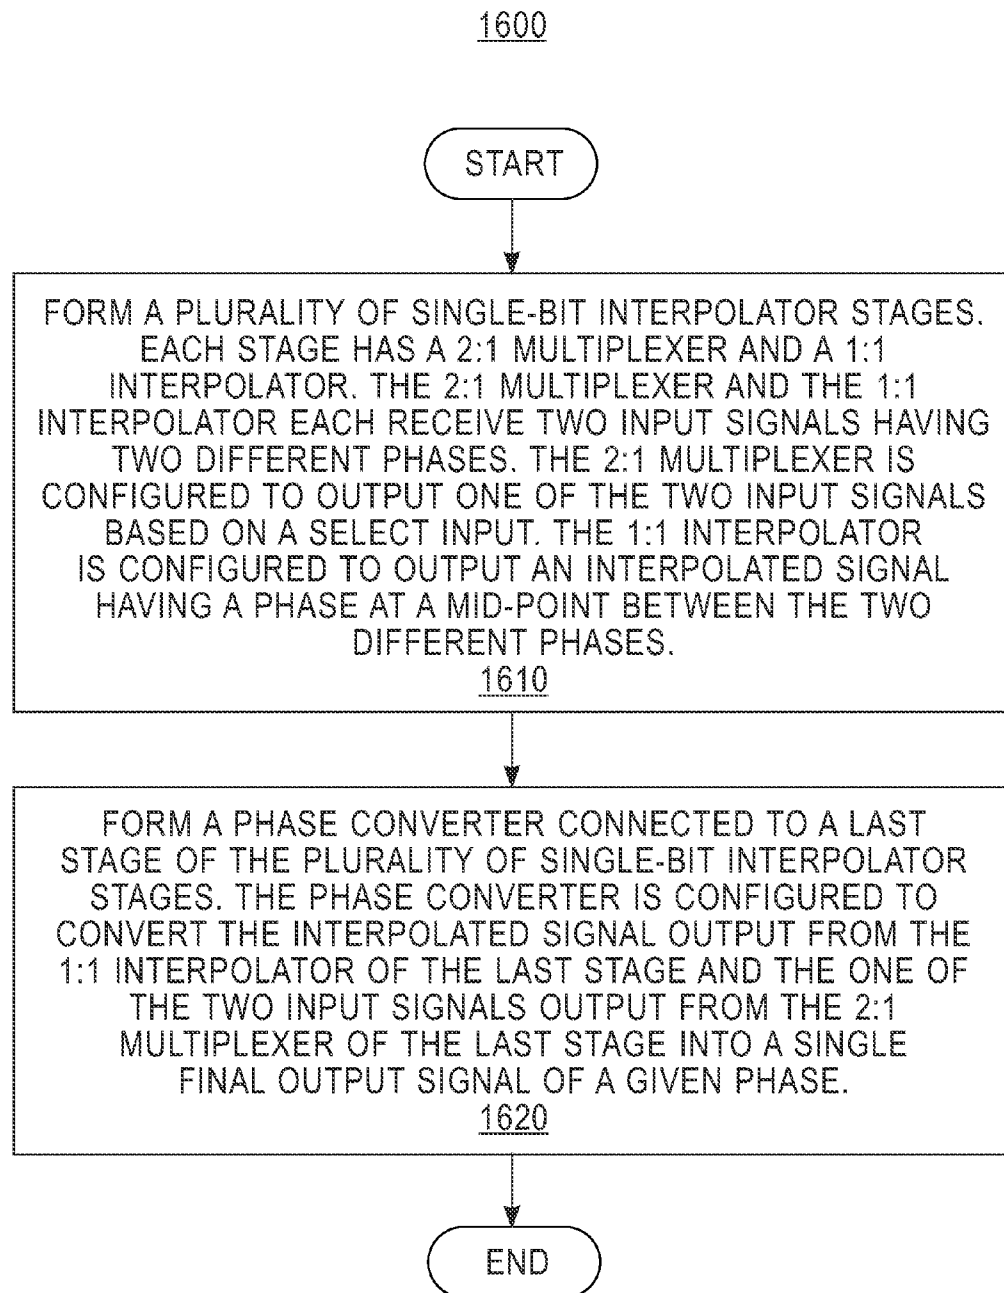 1600
START
FORM A PLURALITY OF SINGLE-BIT INTERPOLATOR STAGES.
EACH STAGE HAS A 2:1 MULTIPLEXER AND A 1:1
INTERPOLATOR. THE 2:1 MULTIPLEXER AND THE 1:1
INTERPOLATOR EACH RECEIVE TWO INPUT SIGNALS HAVING
TWO DIFFERENT PHASES. THE 2:1 MULTIPLEXER IS
CONFIGURED TO OUTPUT ONE OF THE TWO INPUT SIGNALS
BASED ON A SELECT INPUT. THE 1:1 INTERPOLATOR
IS CONFIGURED TO OUTPUT AN INTERPOLATED SIGNAL
HAVING A PHASE AT A MID-POINT BETWEEN THE TWO
DIFFERENT PHASES.
1610
FORM A PHASE CONVERTER CONNECTED TO A LAST
STAGE OF THE PLURALITY OF SINGLE-BIT INTERPOLATOR
STAGES. THE PHASE CONVERTER IS CONFIGURED TO
CONVERT THE INTERPOLATED SIGNAL OUTPUT FROM THE
1:1 INTERPOLATOR OF THE LAST STAGE AND THE ONE OF
THE TWO INPUT SIGNALS OUTPUT FROM THE 2:1
MULTIPLEXER OF THE LAST STAGE INTO A SINGLE
FINAL OUTPUT SIGNAL OF A GIVEN PHASE.
1620
END